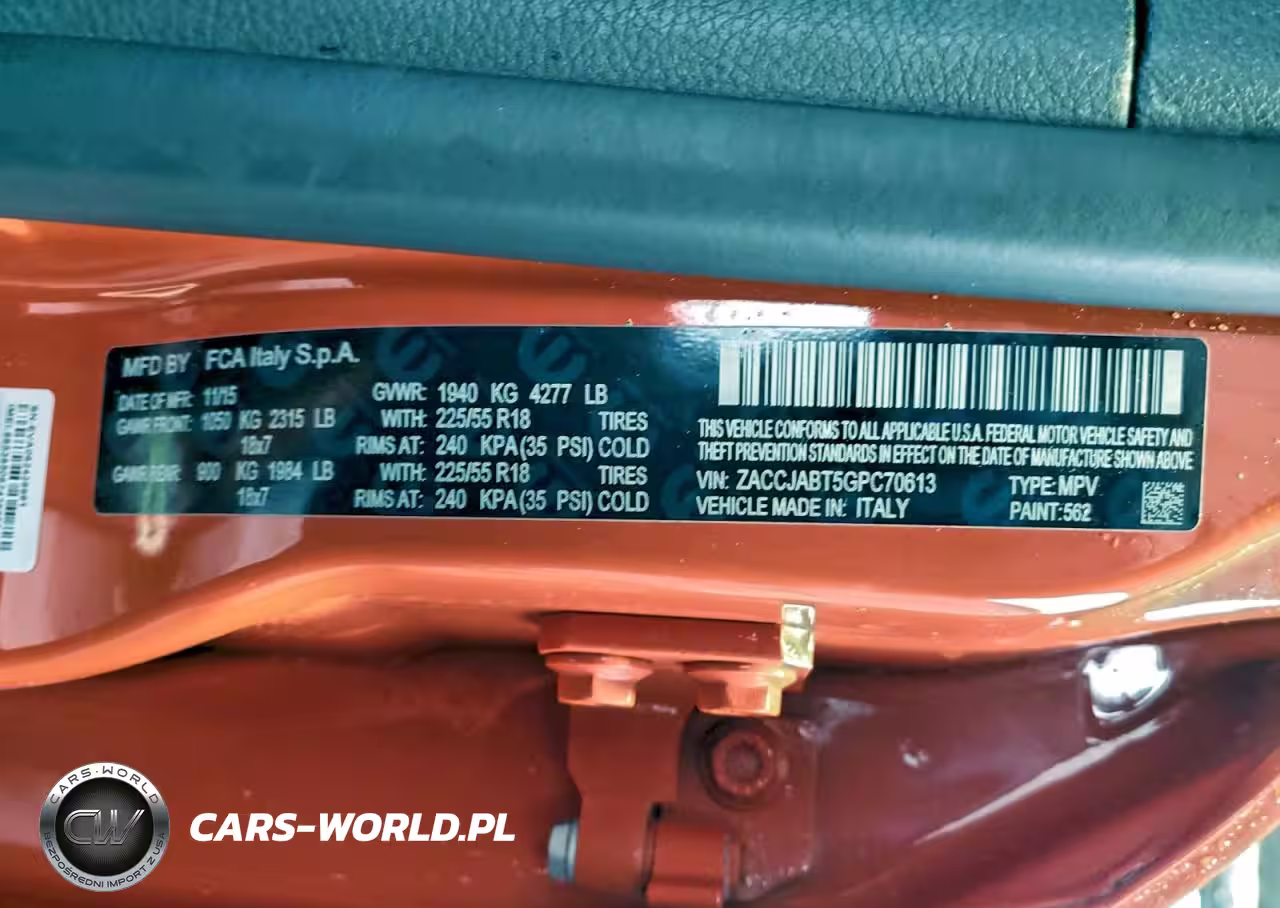 MFD BY FCA Italy S.p.A.
DATE OF MFR: 11/15 GVWR: 1940 KG 4277 LB
GAWR FRONT: 1050 KG 2315 LB WITH: 225/55 R18 TIRES
18x7 RIMS AT: 240 KPA(35 PSI) COLD
GAWR REAR: 900 KG 1984 LB WITH: 225/55 R18 TIRES
18x7 RIMS AT: 240 KPA(35 PSI) COLD
THIS VEHICLE CONFORMS TO ALL APPLICABLE U.S.A. FEDERAL MOTOR VEHICLE SAFETY AND
THEFT PREVENTION STANDARDS IN EFFECT ON THE DATE OF MANUFACTURE SHOWN ABOVE
VIN: ZACCJABT5GPC70613 TYPE: MPV
VEHICLE MADE IN: ITALY PAINT:562
CARS-WORLD
CW
BEZPOŚREDNI IMPORT Z USA
CARS-WORLD.PL